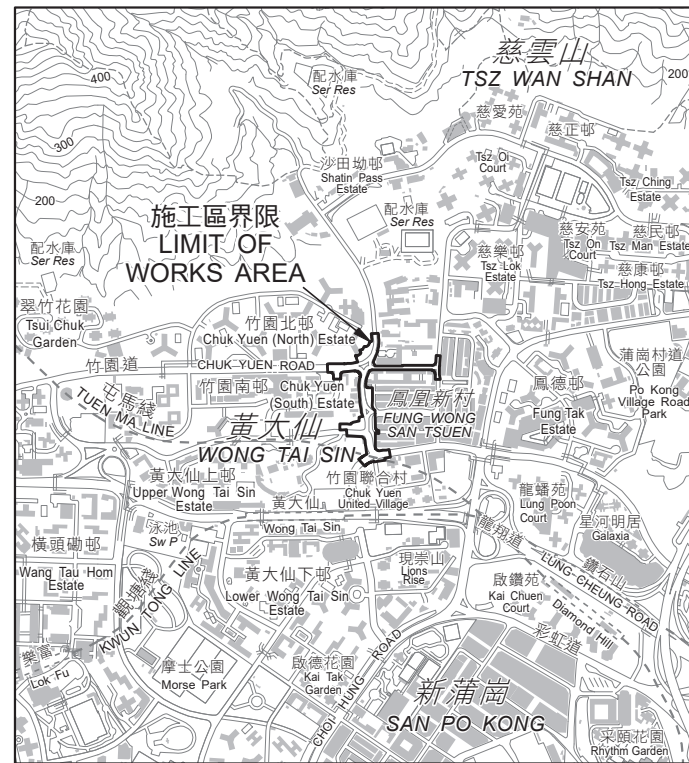 慈雲山
TSZ WAN SHAN
200
400
配水庫
Ser Res
慈愛苑
慈正邨
300
沙田坳邨
Shatin Pass
Estate
Tsz Oi
Court
Tsz Ching
Estate
200
施工區界限
LIMIT OF
WORKS AREA
配水庫
Ser Res
慈安苑
Tsz On
Court
慈民邨
Tsz Man Estate
配水庫
Ser Res
慈樂邨
Tsz Lok
Estate
慈康邨
Tsz Hong Estate
翠竹花園
Tsui Chuk
Garden
竹園北邨
Chuk Yuen (North) Estate
竹園道
CHUK YUEN ROAD
蒲崗村道
公園
Po Kong
Village Road
Park
屯馬綫
TUEN MA LINE
竹園南邨
Chuk Yuen
(South) Estate
鳳凰新村
FUNG WONG
SAN TSUEN
鳳德邨
Fung Tak
Estate
黃大仙
WONG TAI SIN
黃大仙上邨
Upper Wong Tai Sin
Estate
竹園聯合村
Chuk Yuen
United Village
龍蟠苑
Lung Poon
Court
星河明居
Galaxia
黃大仙
Wong Tai Sin
泳池
Sw P
橫頭磡邨
Wang Tau Hom
Estate
龍翔道
LUNG CHEUNG ROAD
鑽石山
Diamond Hill
觀塘綫
KWUN TONG LINE
黃大仙下邨
Lower Wong Tai Sin
Estate
現崇山
Lions
Rise
啟鑽苑
Kai Chuen
Court
樂富
Lok Fu
摩士公園
Morse Park
啟德花園
Kai Tak
Garden
彩虹道
CHOI HUNG ROAD
新蒲崗
SAN PO KONG
采頤花園
Rhythm Garden